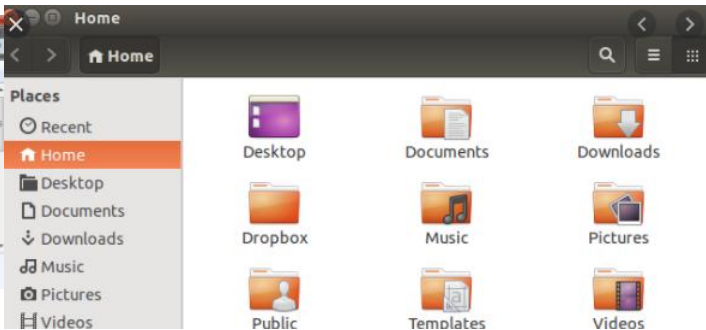 Home
Home
Places
Recent
Home
Desktop
Documents
Downloads
Music
Pictures
Videos
Desktop Documents Downloads
Dropbox Music Pictures
Public Templates Videos